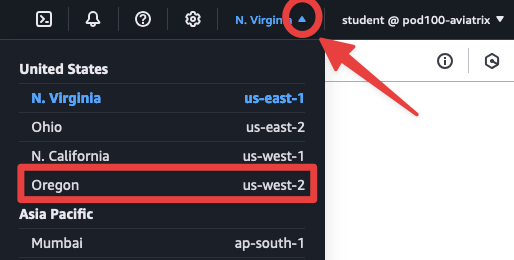 N. Virginia student @ pod100-aviatrix
United States
N. Virginia us-east-1
Ohio us-east-2
N. California us-west-1
Oregon us-west-2
Asia Pacific
Mumbai ap-south-1